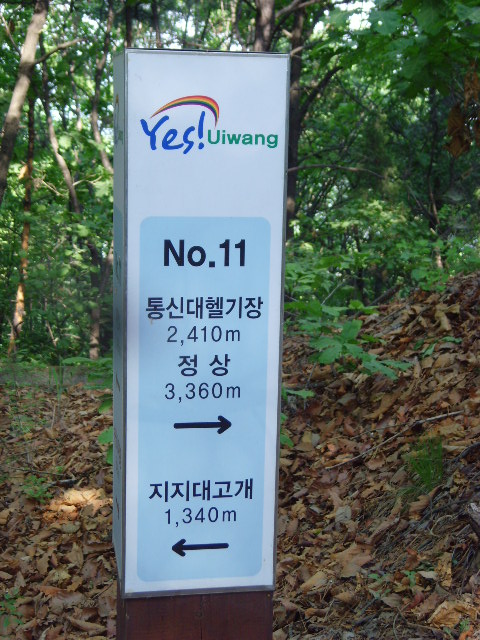 Yes! Uiwang
No.11
통신대헬기장
2,410m
정상
3,360m
→
지지대고개
1,340m
←